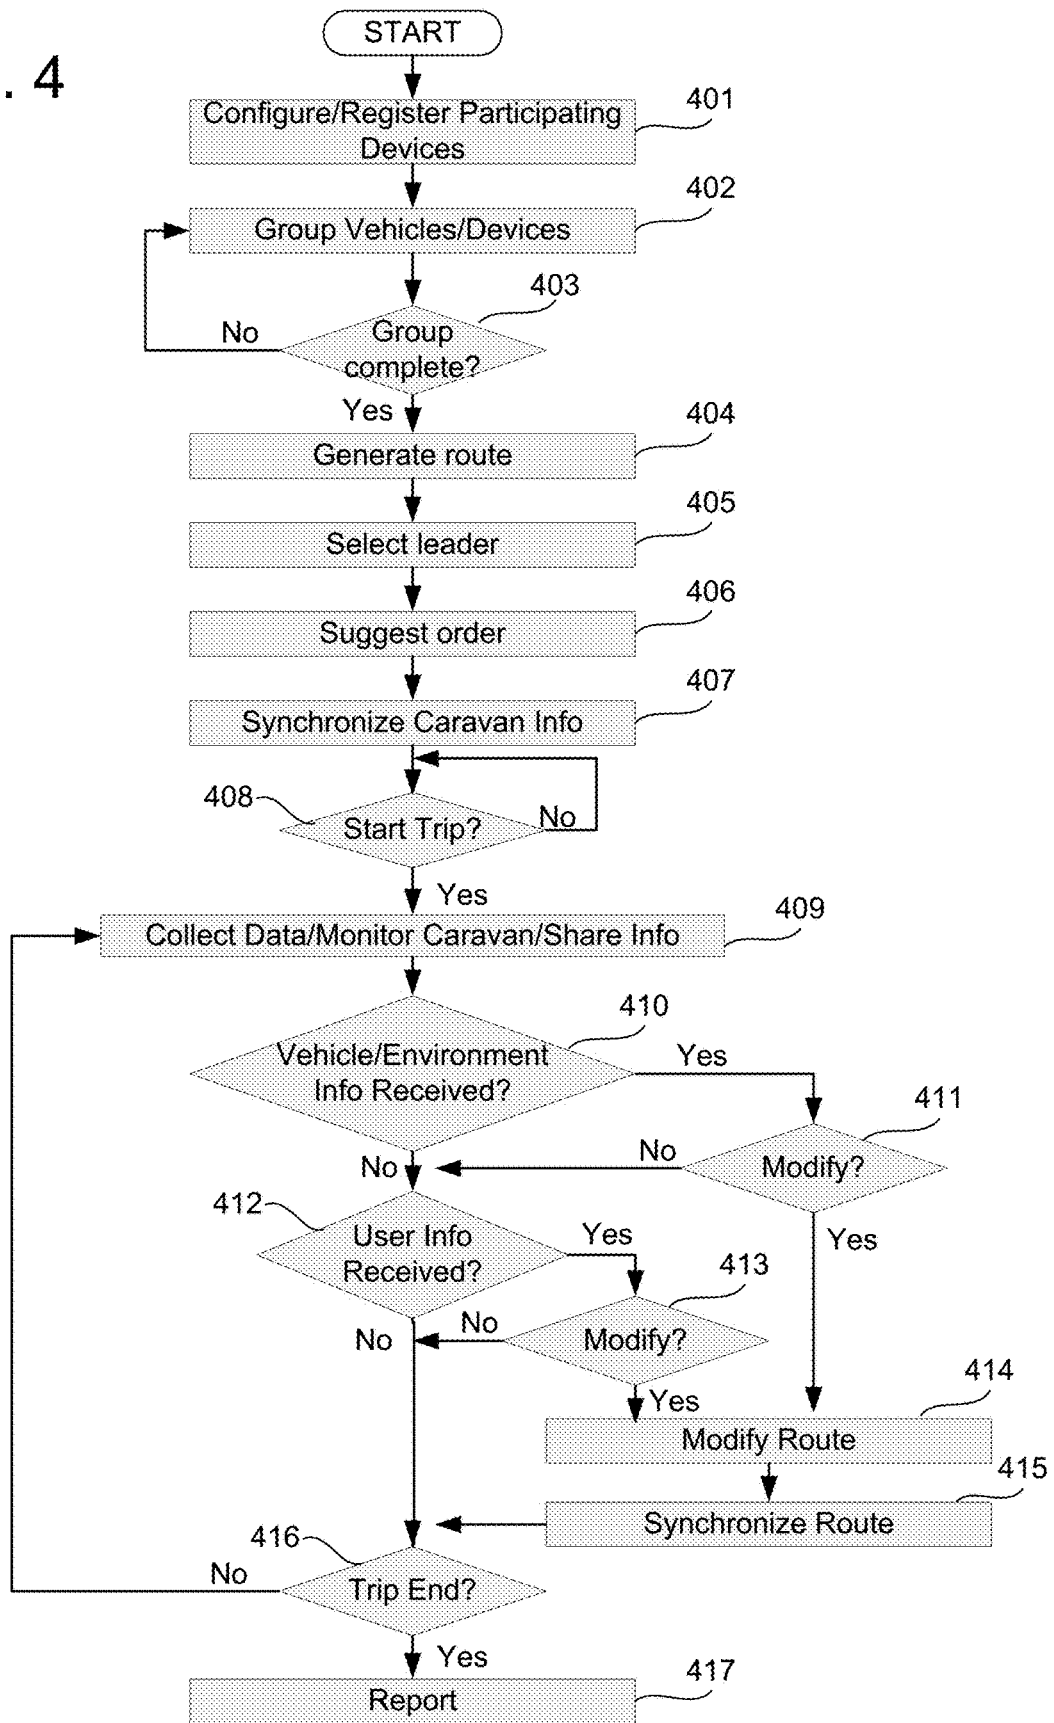 START
. 4
401
Configure/Register Participating
Devices
402
Group Vehicles/Devices
403
No
Group
complete?
Yes
404
Generate route
405
Select leader
406
Suggest order
407
Synchronize Caravan Info
408
Start Trip?
No
Yes
409
Collect Data/Monitor Caravan/Share Info
410
Vehicle/Environment
Info Received?
Yes
411
Modify?
No
No
412
User Info
Received?
Yes
Yes
413
Modify?
No
No
Yes
414
Modify Route
415
Synchronize Route
416
No
Trip End?
Yes
417
Report